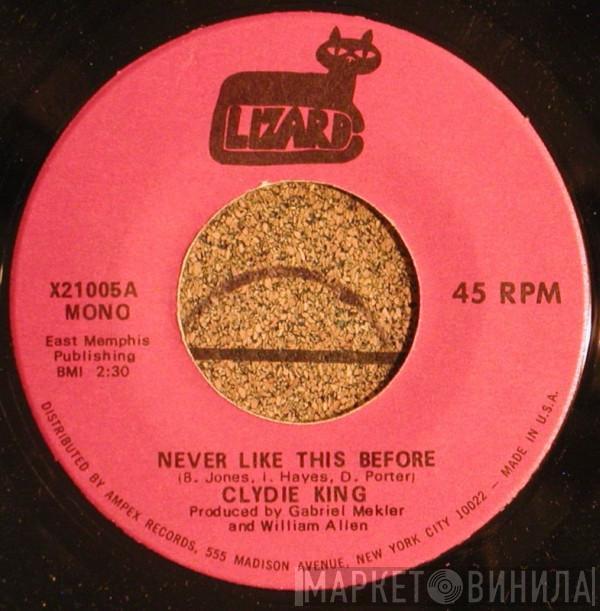 LIZARD
X21005A
MONO
45 RPM
East Memphis
Publishing
BMI 2:30
NEVER LIKE THIS BEFORE
(B. Jones, I. Hayes, D. Porter)
CLYDIE KING
Produced by Gabriel Mekler
and William Allen
DISTRIBUTED BY AMPEX RECORDS, 555 MADISON AVENUE, NEW YORK CITY 10022 - MADE IN U.S.A.
МАРКЕТ ВИНИЛА